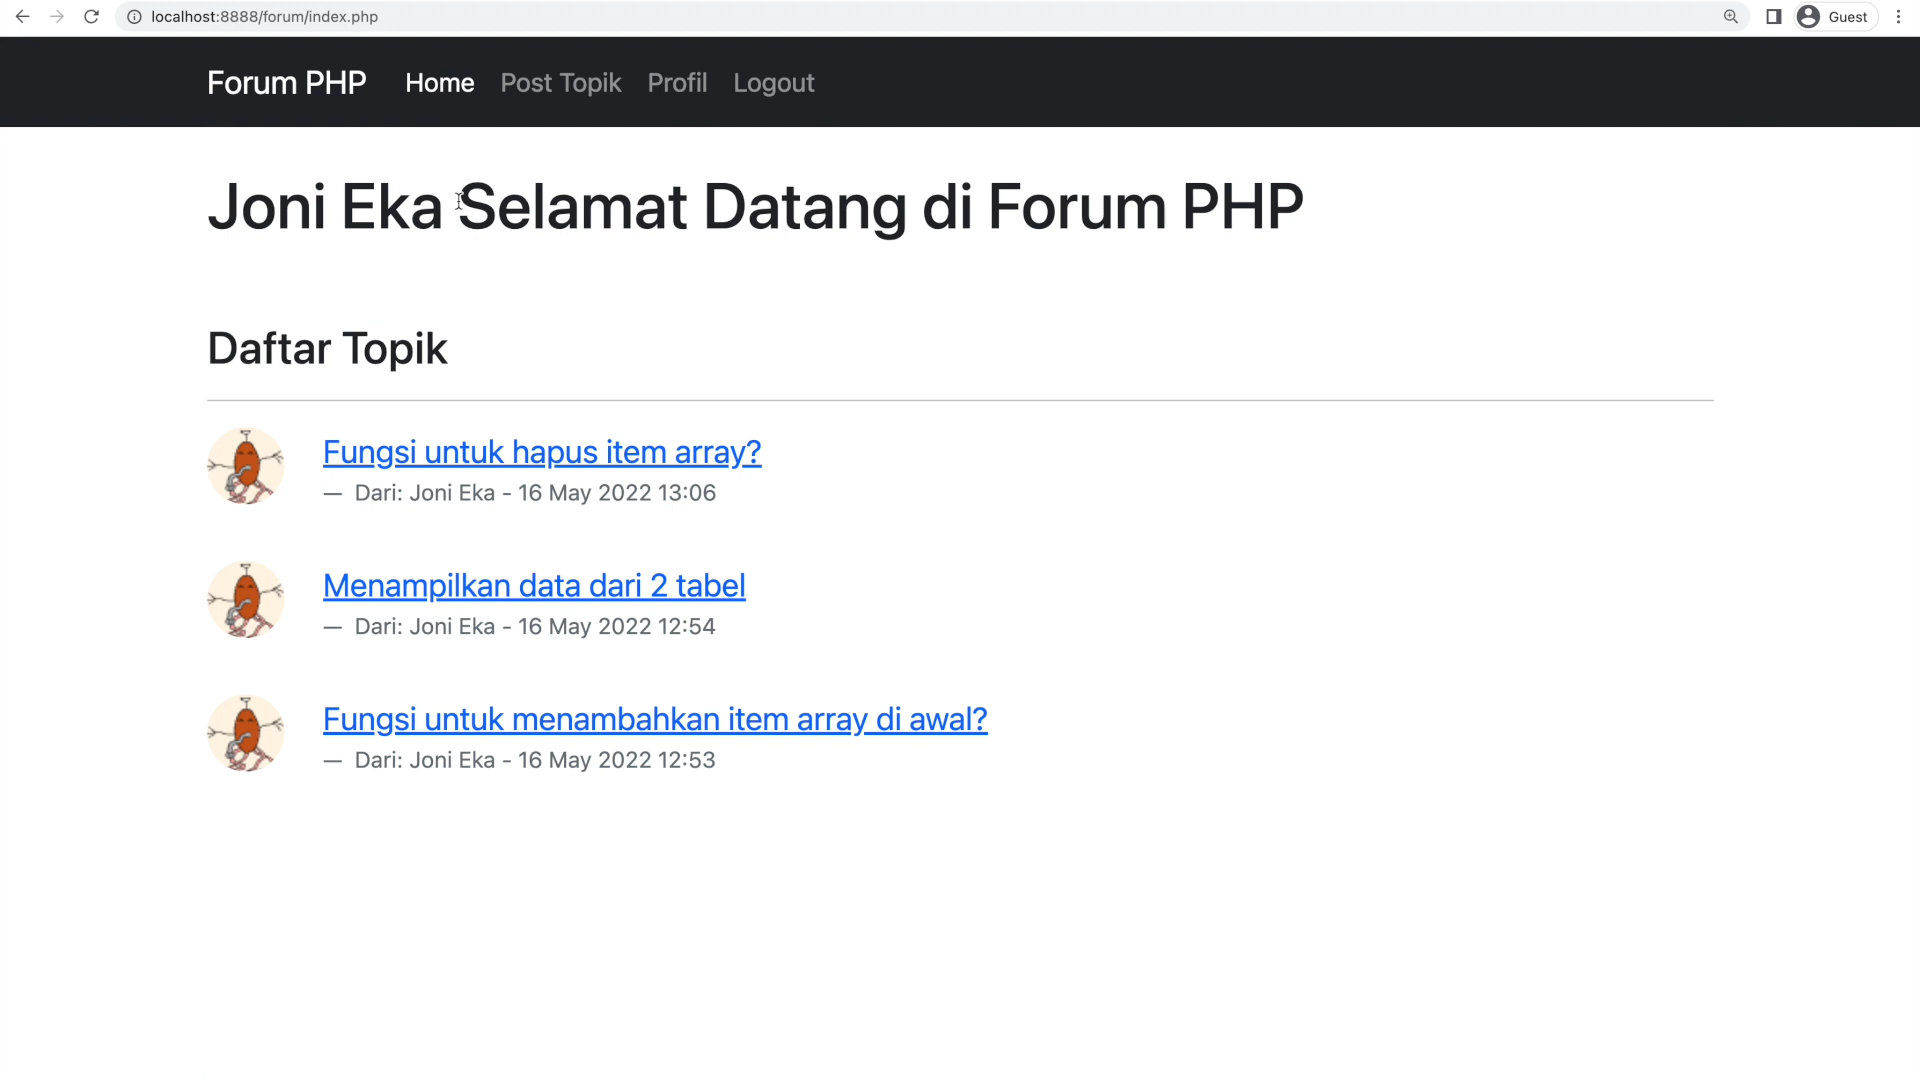 localhost:8888/forum/index.php
Guest
Forum PHP Home Post Topik Profil Logout
Joni Eka Selamat Datang di Forum PHP
Daftar Topik
Fungsi untuk hapus item array?
— Dari: Joni Eka - 16 May 2022 13:06
Menampilkan data dari 2 tabel
— Dari: Joni Eka - 16 May 2022 12:54
Fungsi untuk menambahkan item array di awal?
— Dari: Joni Eka - 16 May 2022 12:53